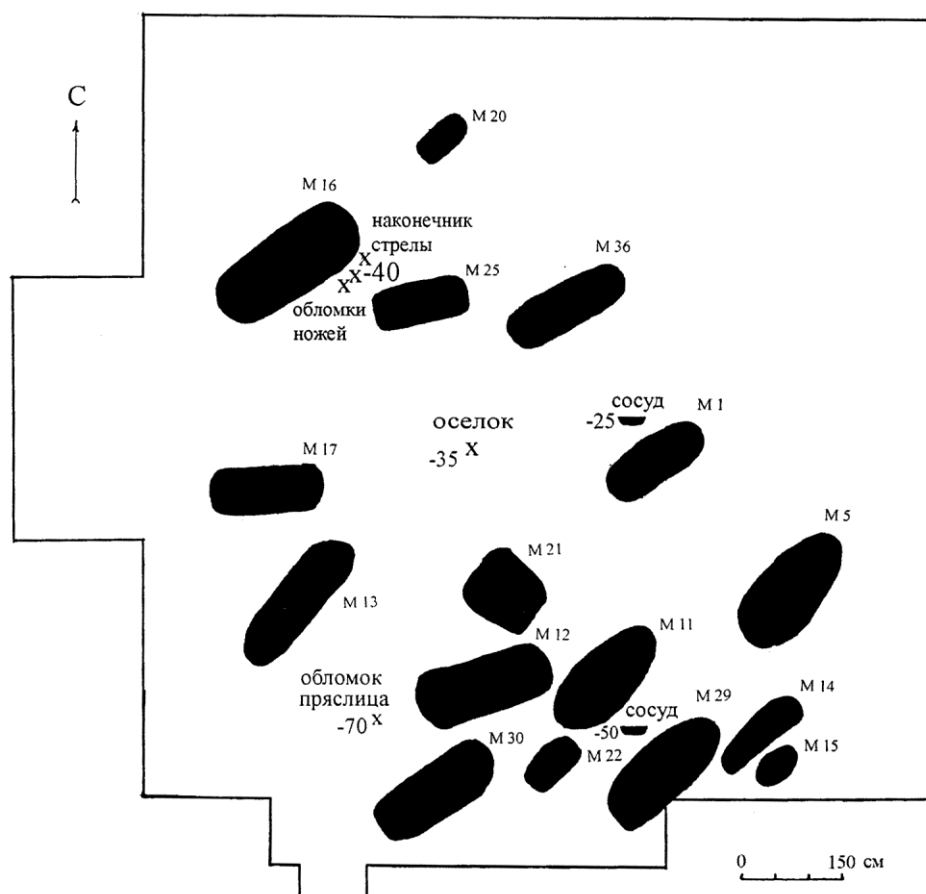 С
М 20
М 16
наконечник
стрелы
-40
М 25
М 36
обломки
ножей
сосуд
-25
М 1
оселок
-35
М 17
М 5
М 21
М 13
М 12
М 11
обломок
пряслица
-70
М 29
М 14
сосуд
-50
М 30
М 22
М 15
0 150 см